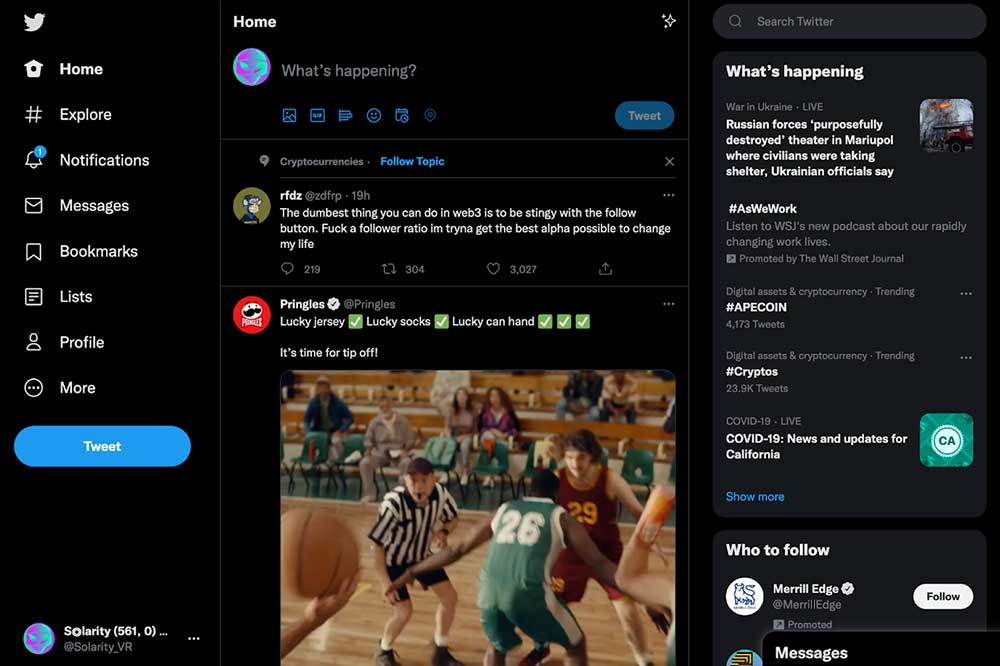 Home
Explore
1
Notifications
Messages
Bookmarks
Lists
Profile
More
Tweet
S✪larity (561, 0) ...
@Solarity_VR
Home
What's happening?
GIF
Tweet
Cryptocurrencies · Follow Topic
rfdz @zdfrp · 19h
The dumbest thing you can do in web3 is to be stingy with the follow
button. Fuck a follower ratio im tryna get the best alpha possible to change
my life
219 304 3,027
PRINGLES
Pringles @Pringles
Lucky jersey ✅ Lucky socks ✅ Lucky can hand ✅ ✅ ✅
It's time for tip off!
26
29
Search Twitter
What's happening
War in Ukraine · LIVE
Russian forces 'purposefully
destroyed' theater in Mariupol
where civilians were taking
shelter, Ukrainian officials say
#AsWeWork
Listen to WSJ's new podcast about our rapidly
changing work lives.
Promoted by The Wall Street Journal
Digital assets & cryptocurrency · Trending
#APECOIN
4,173 Tweets
Digital assets & cryptocurrency · Trending
#Cryptos
23.9K Tweets
COVID-19 · LIVE
COVID-19: News and updates for
California
CA
Show more
Who to follow
Merrill Edge
@MerrillEdge
Follow
Promoted
Messages